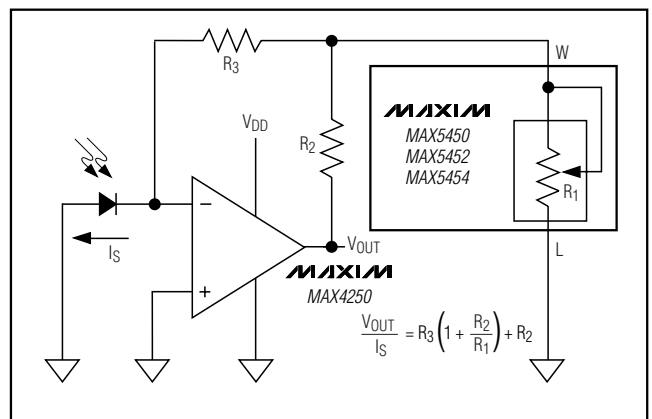 R₃
W
MAXIM
MAX5450
MAX5452
MAX5454
VDD
R₂
R₁
−
IS
VOUT
+
MAXIM
MAX4250
L
VOUT/IS = R₃(1 + R₂/R₁) + R₂